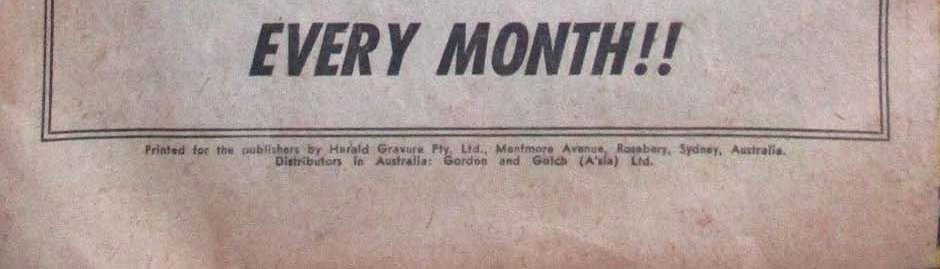 EVERY MONTH!!
Printed for the publishers by Herald Gravure Pty. Ltd., Mentmore Avenue, Rosebery, Sydney, Australia.
Distributors in Australia: Gordon and Gotch (A'sia) Ltd.